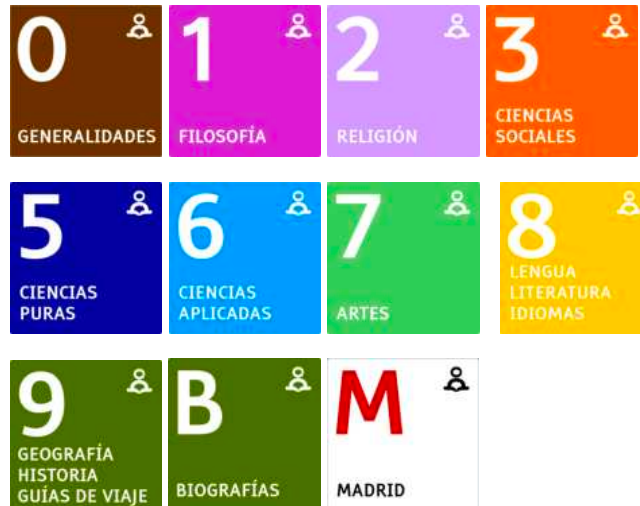 0
GENERALIDADES
1
FILOSOFÍA
2
RELIGIÓN
3
CIENCIAS
SOCIALES
5
CIENCIAS
PURAS
6
CIENCIAS
APLICADAS
7
ARTES
8
LENGUA
LITERATURA
IDIOMAS
9
GEOGRAFÍA
HISTORIA
GUÍAS DE VIAJE
B
BIOGRAFÍAS
M
MADRID